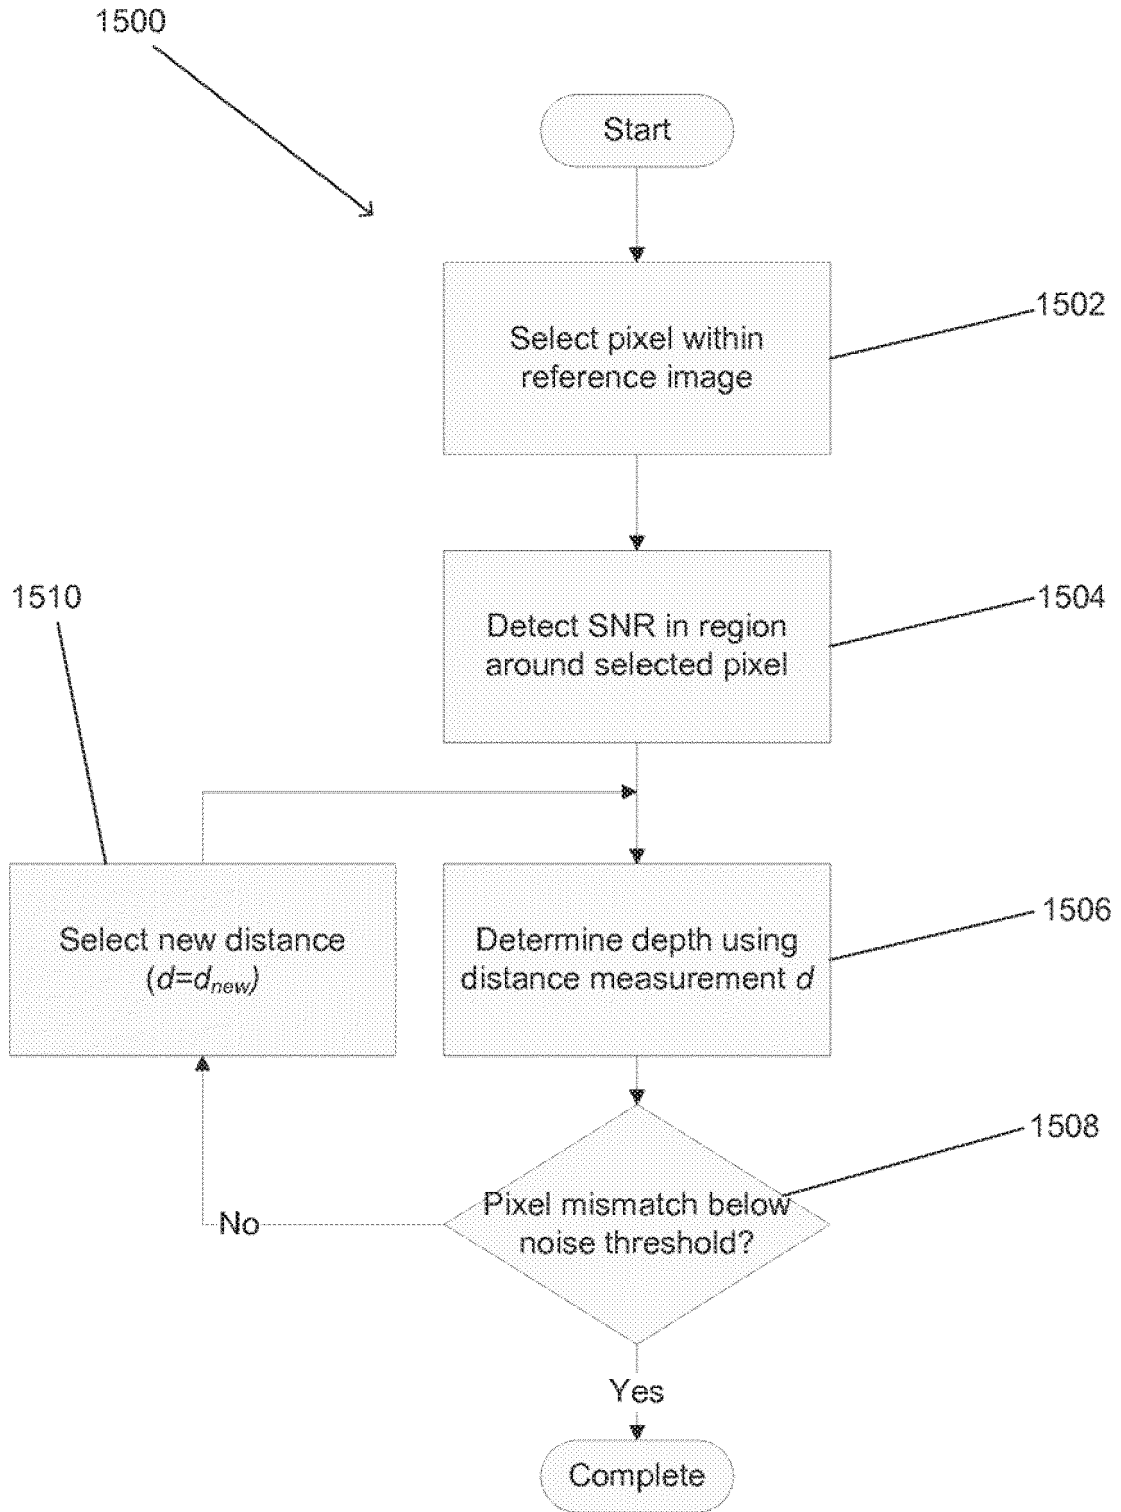 1500
Start
Select pixel within
reference image
1502
Detect SNR in region
around selected pixel
1504
1510
Select new distance
(d=dnew)
Determine depth using
distance measurement d
1506
Pixel mismatch below
noise threshold?
1508
No
Yes
Complete